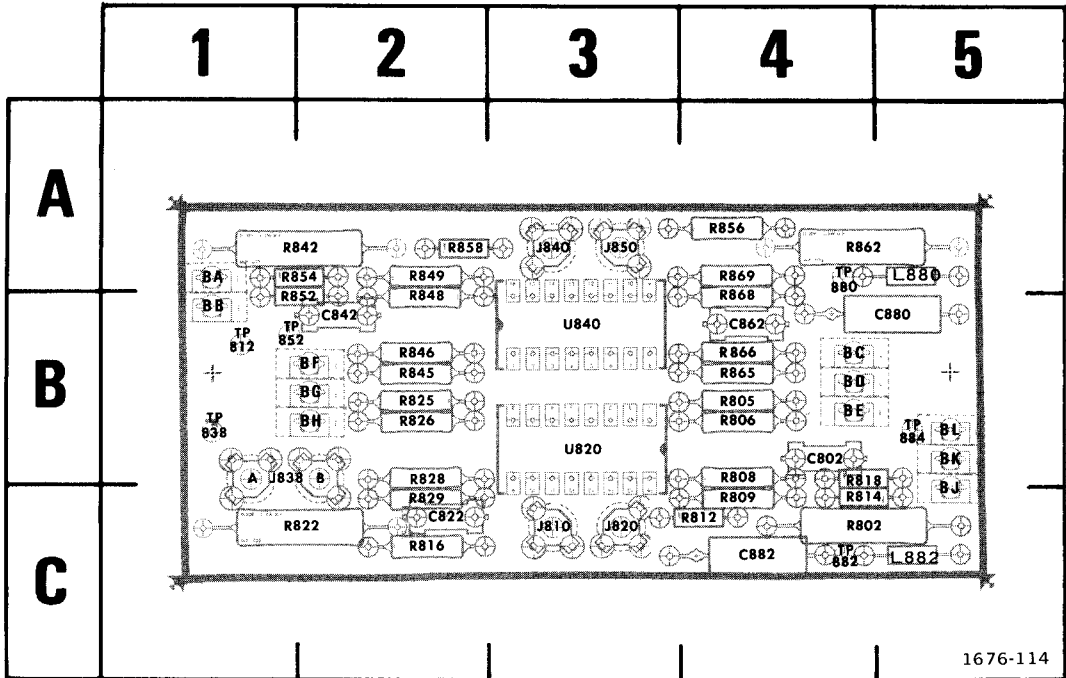 1 2 3 4 5
A
R842 R858 J840 J850 R856 R862
BA R854 R849 R869 TP 880 L880
BB R852 R848 R868
C842 U840 C862 C880
TP 812 TP 852
BF R846 R866 BC
B
R845 R865 BD
BG R825 R805
TP 838 BH R826 R806 BE
TP 884 BL
U820 C802 BK
A J838 B R828 R808 R818
R829 R809 R814 BJ
R822 C822 J810 J820 R812 R802
R816 C882 TP 882 L882
C
1676-114